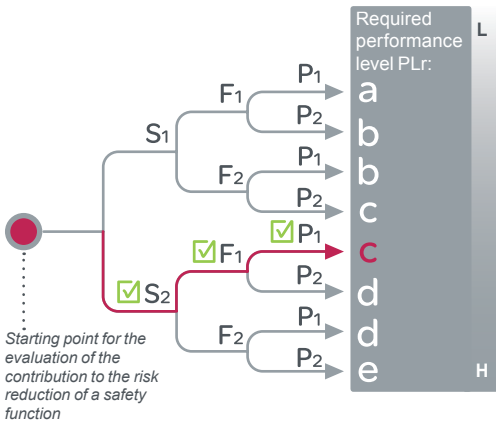 Required
performance
level PLr:
L
P1
a
F1
P2
b
S1
P1
b
F2
P2
c
P1
c
F1
P2
d
S2
P1
d
F2
P2
e
H
Starting point for the
evaluation of the
contribution to the risk
reduction of a safety
function